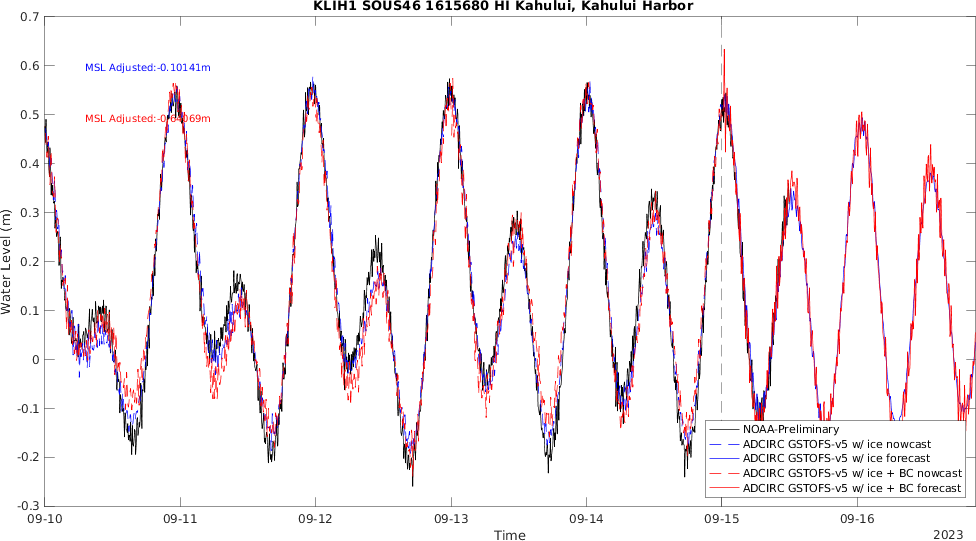 KLIH1 SOUS46 1615680 HI Kahului, Kahului Harbor
0.7
0.6
0.5
0.4
0.3
0.2
0.1
0
-0.1
-0.2
-0.3
Water Level (m)
MSL Adjusted:-0.10141m
09-10
09-11
09-12
09-13
09-14
09-15
09-16
Time
2023
NOAA-Preliminary
ADCIRC GSTOFS-v5 w/ ice nowcast
ADCIRC GSTOFS-v5 w/ ice forecast
ADCIRC GSTOFS-v5 w/ ice + BC nowcast
ADCIRC GSTOFS-v5 w/ ice + BC forecast